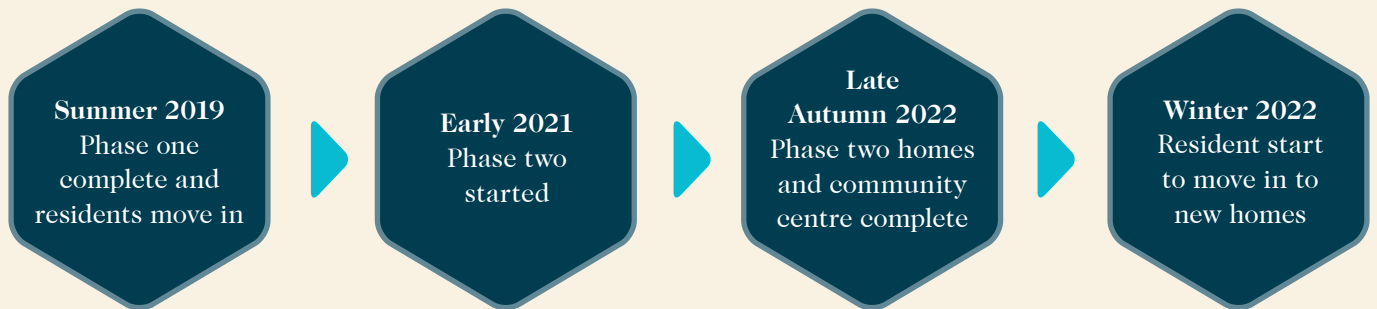 Summer 2019
Phase one
complete and
residents move in
Early 2021
Phase two
started
Late
Autumn 2022
Phase two homes
and community
centre complete
Winter 2022
Resident start
to move in to
new homes